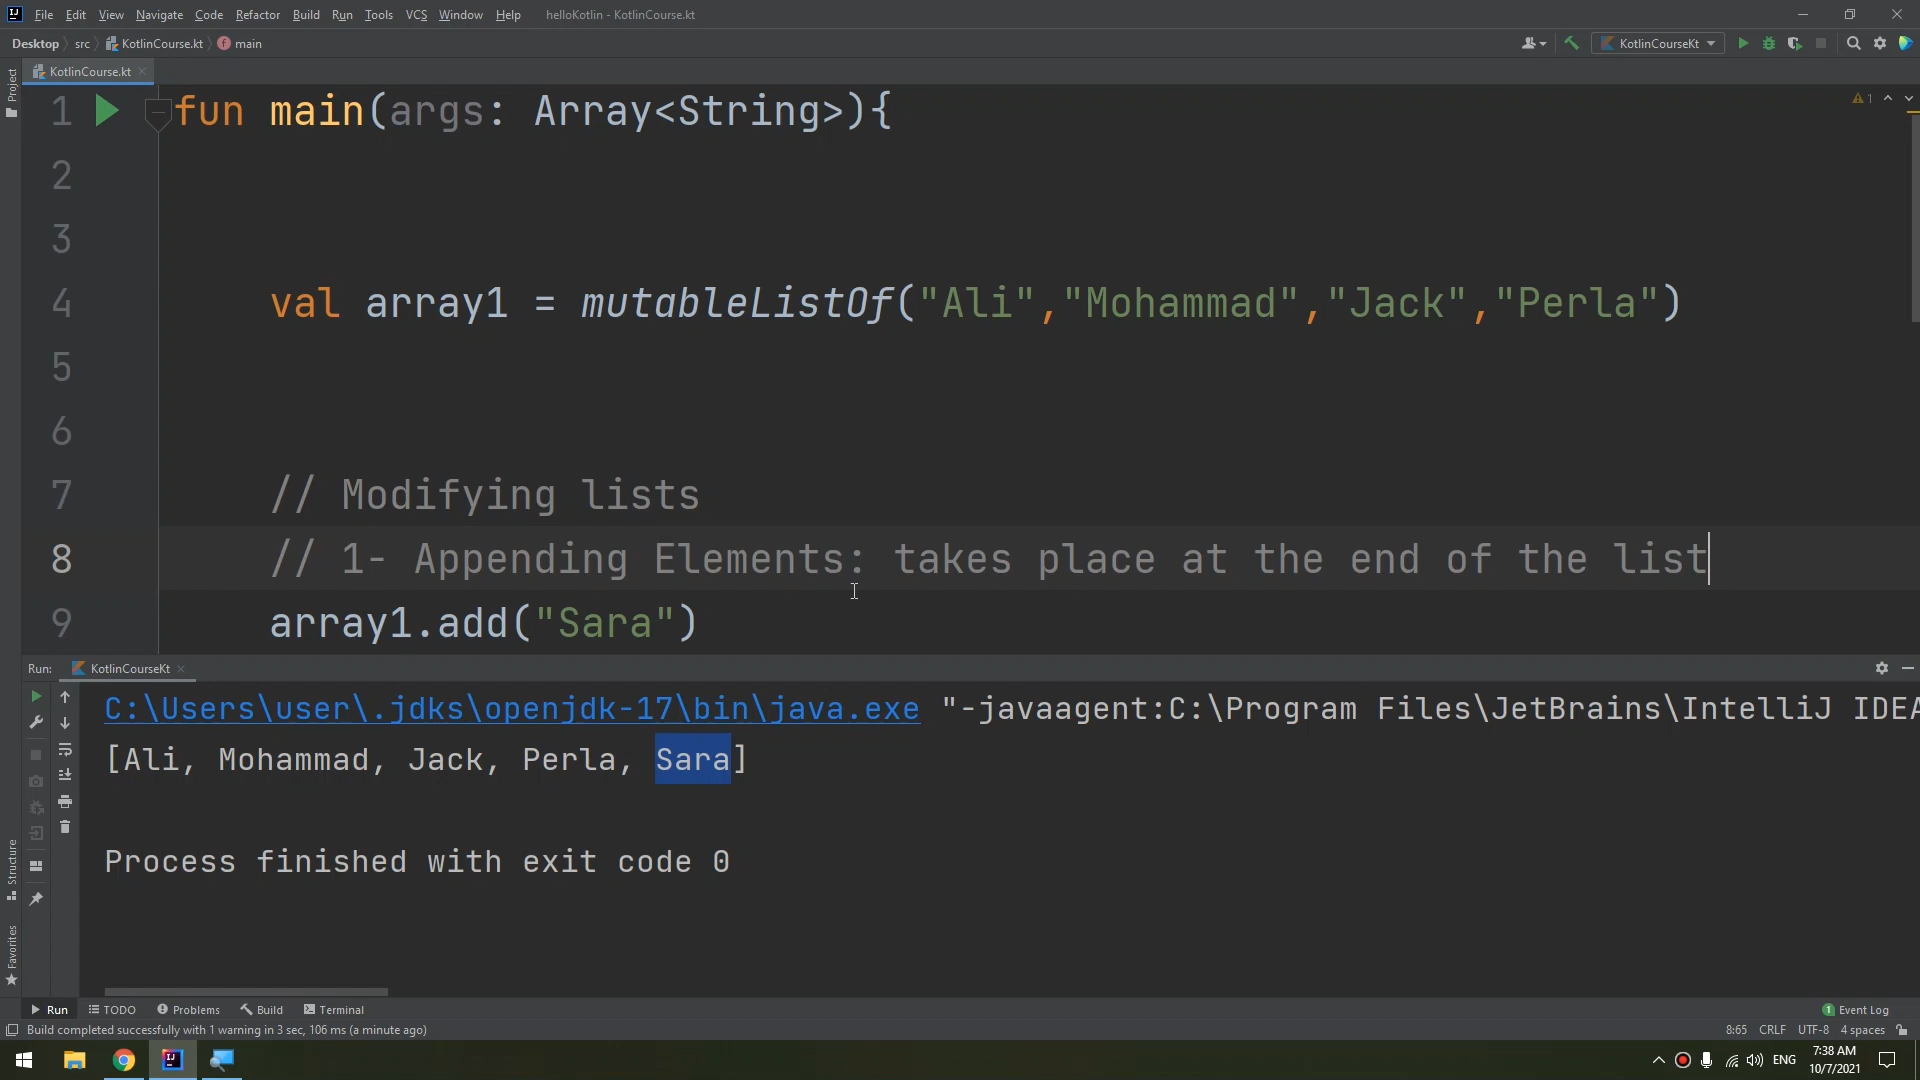 File Edit View Navigate Code Refactor Build Run Tools VCS Window Help helloKotlin - KotlinCourse.kt
Desktop src KotlinCourse.kt main KotlinCourseKt
Project
KotlinCourse.kt
1 fun main(args: Array<String>){
1
2
3
4 val array1 = mutableListOf("Ali","Mohammad","Jack","Perla")
5
6
7 // Modifying lists
8 // 1- Appending Elements: takes place at the end of the list
9 array1.add("Sara")
Run: KotlinCourseKt
C:\Users\user\.jdks\openjdk-17\bin\java.exe "-javaagent:C:\Program Files\JetBrains\IntelliJ IDEA
[Ali, Mohammad, Jack, Perla, Sara]
Process finished with exit code 0
Structure
Favorites
Run TODO Problems Build Terminal 1 Event Log
Build completed successfully with 1 warning in 3 sec, 106 ms (a minute ago) 8:65 CRLF UTF-8 4 spaces
ENG 7:38 AM
10/7/2021